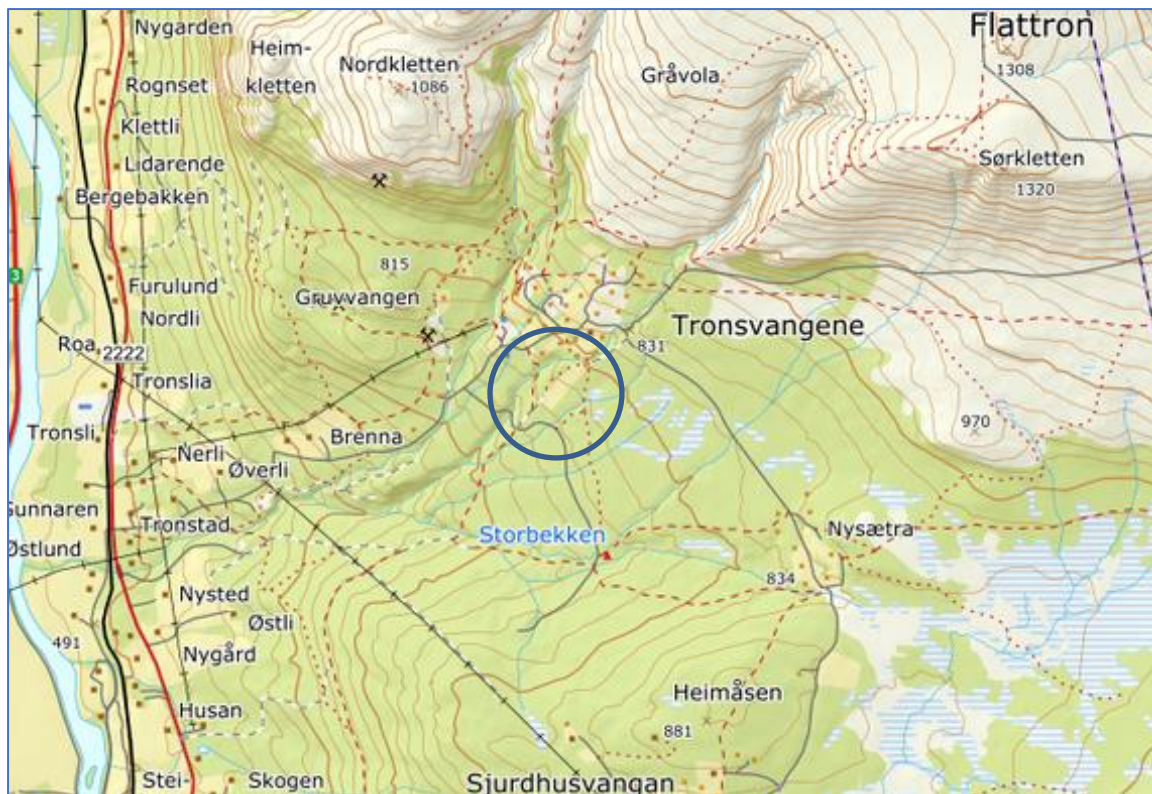 Flattron
Nygarden
Heim-
kletten
Nordkletten
1086
Gråvola
1308
Rognset
Klettli
Lidarende
Bergebakken
Sørkletten
1320
815
3
Furulund
Gruvvangen
Nordli
Tronsvangene
831
Roa
2222
Tronslia
970
Tronsli
Brenna
Nerli
Øverli
Gunnaren
Tronstad
Storbekken
Nysætra
Østlund
834
Nysted
Østli
491
Nygård
Heimåsen
Husan
881
Stei-
Skogen
Sjurdhusvangan